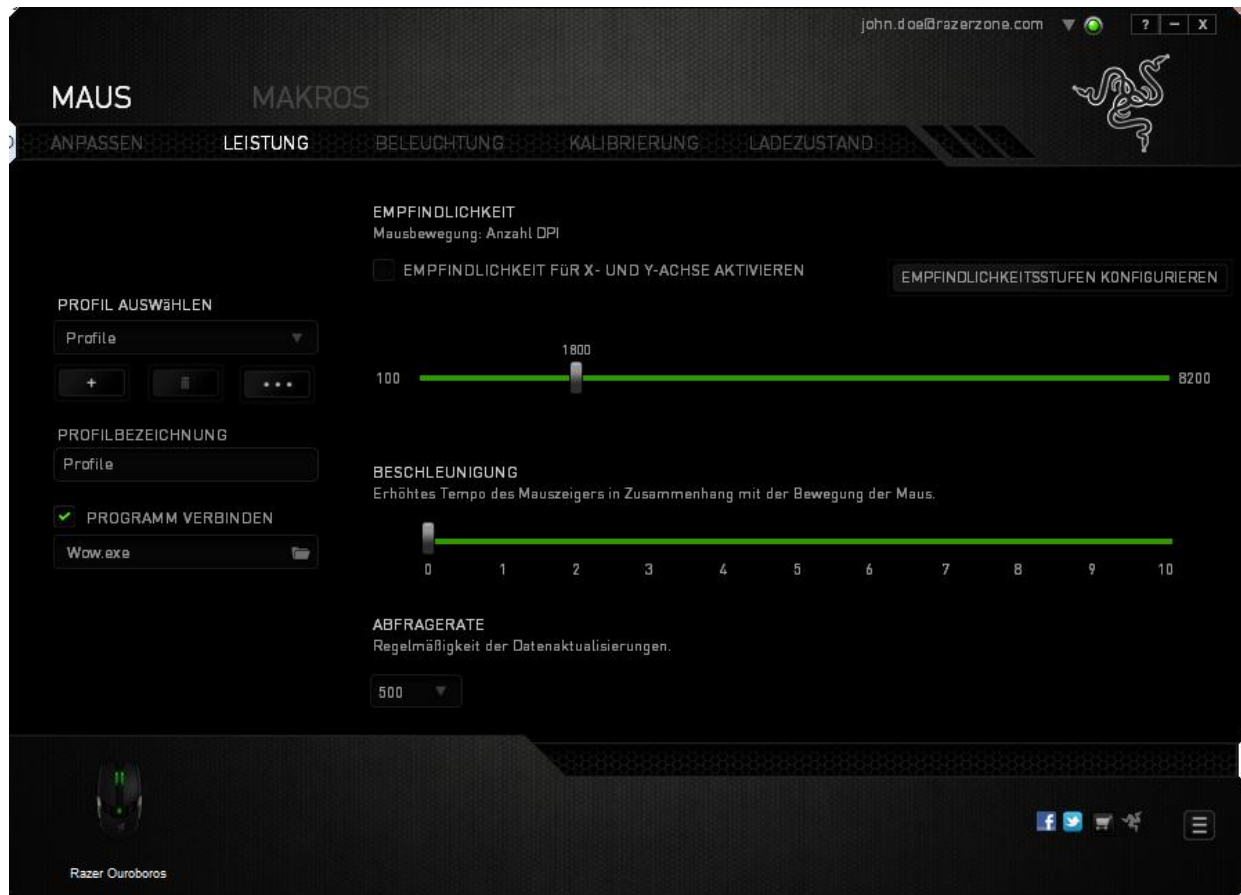 john.doe@razerzone.com
? – X
MAUS
MAKROS
ANPASSEN
LEISTUNG
BELEUCHTUNG
KALIBRIERUNG
LADEZUSTAND
PROFIL AUSWäHLEN
Profile
+
•••
PROFILBEZEICHNUNG
Profile
PROGRAMM VERBINDEN
Wow.exe
EMPFINDLICHKEIT
Mausbewegung: Anzahl DPI
EMPFINDLICHKEIT FüR X- UND Y-ACHSE AKTIVIEREN
EMPFINDLICHKEITSSTUFEN KONFIGURIEREN
1800
100
8200
BESCHLEUNIGUNG
Erhöhtes Tempo des Mauszeigers in Zusammenhang mit der Bewegung der Maus.
0 1 2 3 4 5 6 7 8 9 10
ABFRAGERATE
Regelmäßigkeit der Datenaktualisierungen.
500
Razer Ouroboros